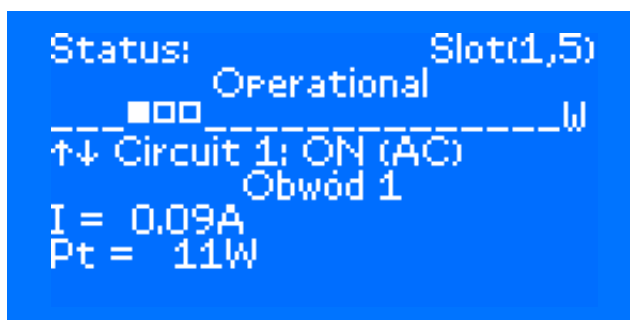 Status: Slot(1,5)
Operational
___■□□_______________W
↑↓ Circuit 1: ON (AC)
Obwód 1
I = 0.09A
Pt = 11W